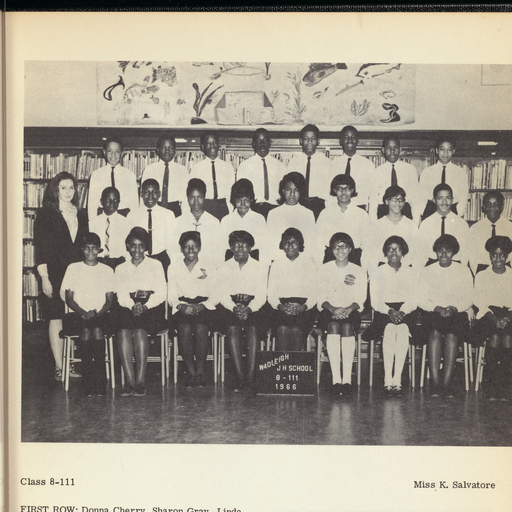 WADLEIGH
J H SCHOOL
8 - 111
1966
Class 8-111
Miss K. Salvatore
FIRST ROW: Donna Cherry, Sharon Gray, Linda